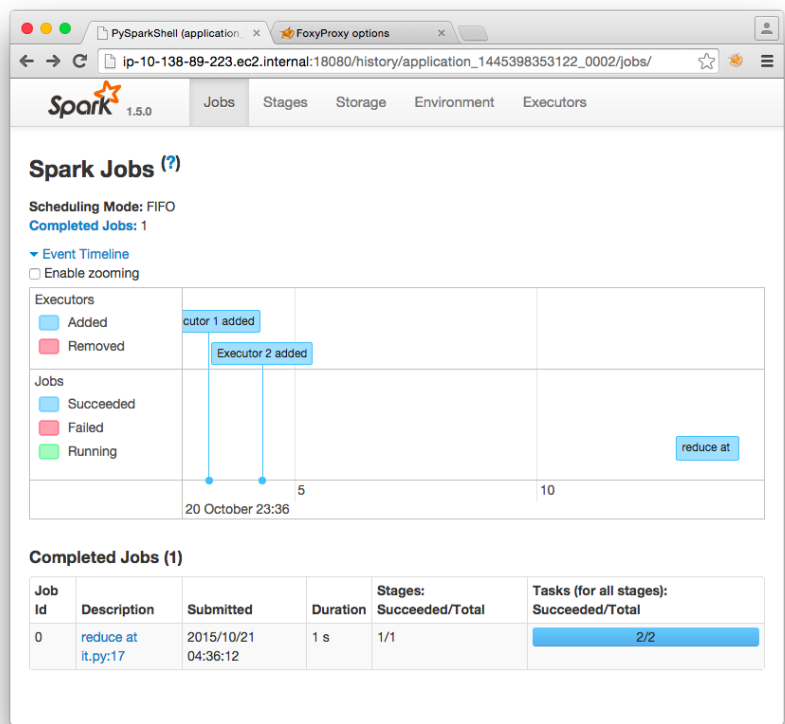 PySparkShell (application_
FoxyProxy options
ip-10-138-89-223.ec2.internal:18080/history/application_1445398353122_0002/jobs/
Spark 1.5.0
Jobs
Stages
Storage
Environment
Executors
Spark Jobs (?)
Scheduling Mode: FIFO
Completed Jobs: 1
Event Timeline
Enable zooming
Executors
Added
Removed
cutor 1 added
Executor 2 added
Jobs
Succeeded
Failed
Running
reduce at
5
10
20 October 23:36
Completed Jobs (1)
Job Id
Description
Submitted
Duration
Stages: Succeeded/Total
Tasks (for all stages): Succeeded/Total
0
reduce at it.py:17
2015/10/21 04:36:12
1 s
1/1
2/2